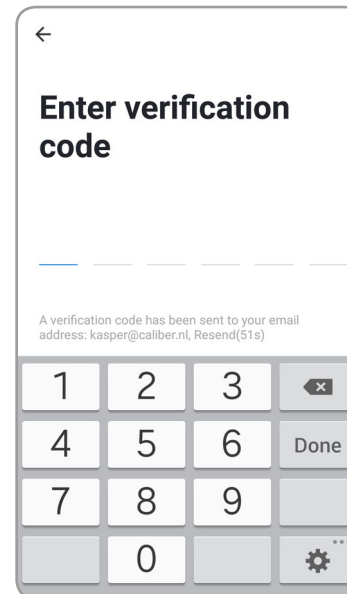 Enter verification
code
A verification code has been sent to your email
address: kasper@caliber.nl, Resend(51s)
1 2 3
4 5 6 Done
7 8 9
0